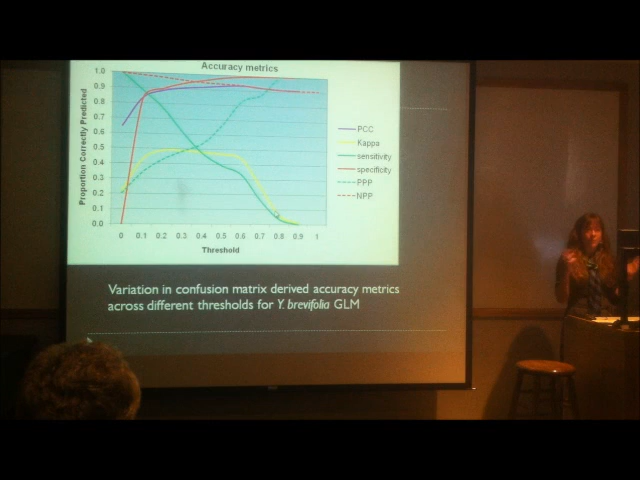 Accuracy metrics
1.0
0.9
0.8
0.7
0.6
0.5
0.4
0.3
0.2
0.1
0.0
Proportion Correctly Predicted
0 0.1 0.2 0.3 0.4 0.5 0.6 0.7 0.8 0.9 1
Threshold
PCC
Kappa
sensitivity
specificity
PPP
NPP
Variation in confusion matrix derived accuracy metrics
across different thresholds for Y. brevifolia GLM